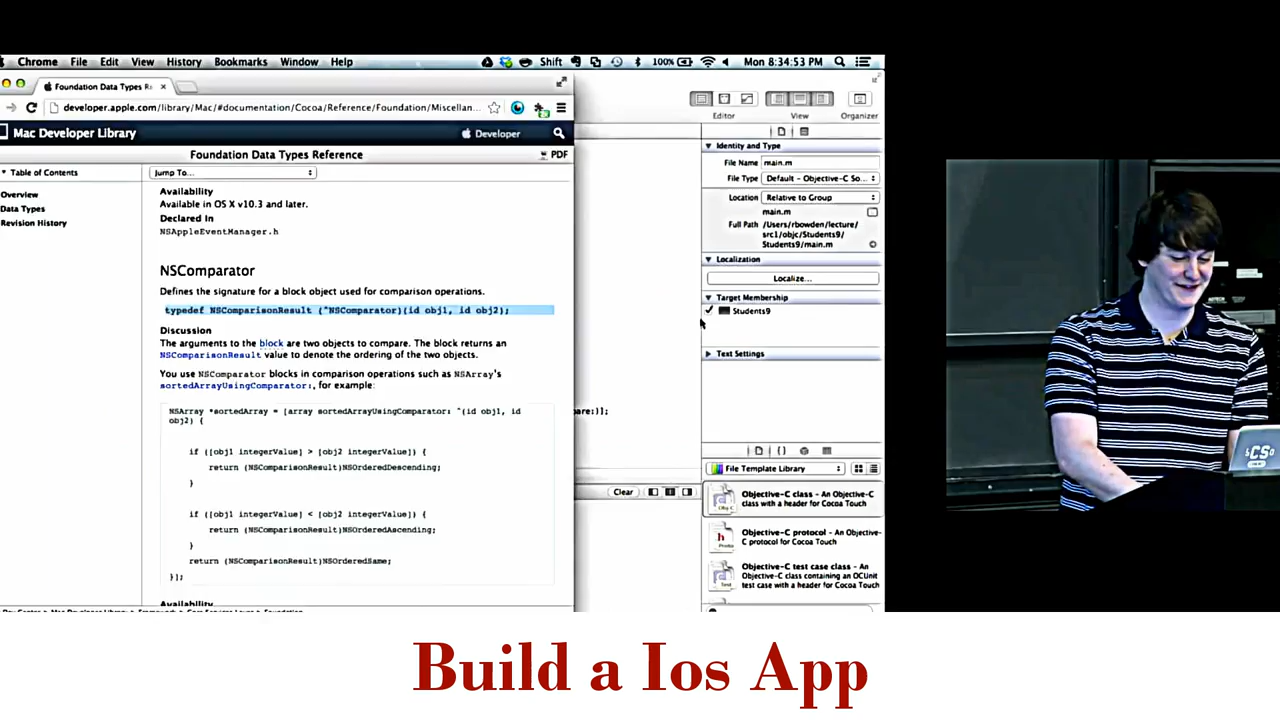 Chrome File Edit View History Bookmarks Window Help
Shift 100% Mon 8:34:53 PM
Foundation Data Types R
developer.apple.com/library/Mac/#documentation/Cocoa/Reference/Foundation/Miscellan...
Mac Developer Library
Developer
Foundation Data Types Reference
PDF
Table of Contents
Jump To...
Overview
Data Types
Revision History
Availability
Available in OS X v10.3 and later.
Declared In
NSAppleEventManager.h
NSComparator
Defines the signature for a block object used for comparison operations.
typedef NSComparisonResult (^NSComparator)(id obj1, id obj2);
Discussion
The arguments to the block are two objects to compare. The block returns an
NSComparisonResult value to denote the ordering of the two objects.
You use NSComparator blocks in comparison operations such as NSArray's
sortedArrayUsingComparator:, for example:
NSArray *sortedArray = [array sortedArrayUsingComparator: ^(id obj1, id
obj2) {
if ([obj1 integerValue] > [obj2 integerValue]) {
return (NSComparisonResult)NSOrderedDescending;
}
if ([obj1 integerValue] < [obj2 integerValue]) {
return (NSComparisonResult)NSOrderedAscending;
}
return (NSComparisonResult)NSOrderedSame;
}];
Availability
pare:)];
Clear
Editor View Organizer
Identity and Type
File Name main.m
File Type Default - Objective-C So...
Location Relative to Group
main.m
Full Path /Users/rbowden/lecture/
src1/objc/Students9/
Students9/main.m
Localization
Localize...
Target Membership
Students9
Text Settings
File Template Library
Objective-C class - An Objective-C
class with a header for Cocoa Touch
Objective-C protocol - An Objective-
C protocol for Cocoa Touch
Objective-C test case class - An
Objective-C class containing an OCUnit
test case with a header for Cocoa Touch
Build a Ios App